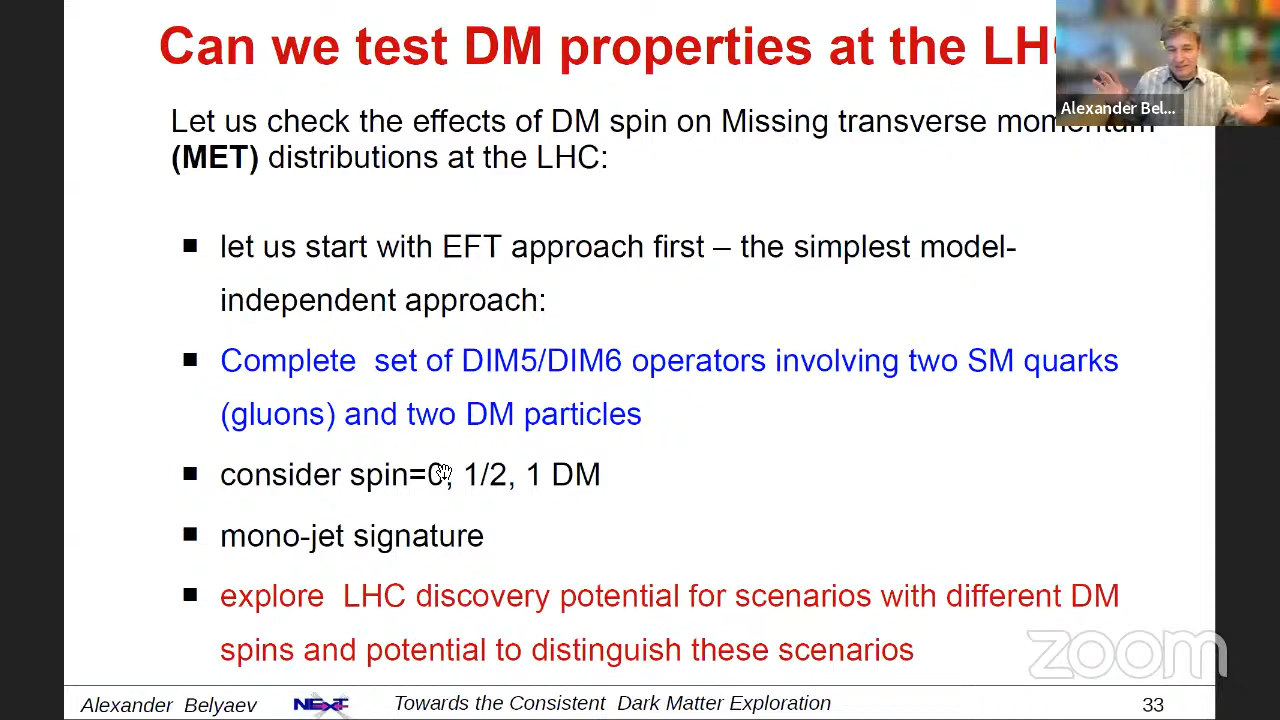 Can we test DM properties at the LHC
Alexander Bel...
Let us check the effects of DM spin on Missing transverse momentum
(MET) distributions at the LHC:
■ let us start with EFT approach first – the simplest model-
independent approach:
■ Complete set of DIM5/DIM6 operators involving two SM quarks
(gluons) and two DM particles
■ consider spin=0, 1/2, 1 DM
■ mono-jet signature
■ explore LHC discovery potential for scenarios with different DM
spins and potential to distinguish these scenarios
zoom
Alexander Belyaev
NEXT
Towards the Consistent Dark Matter Exploration
33